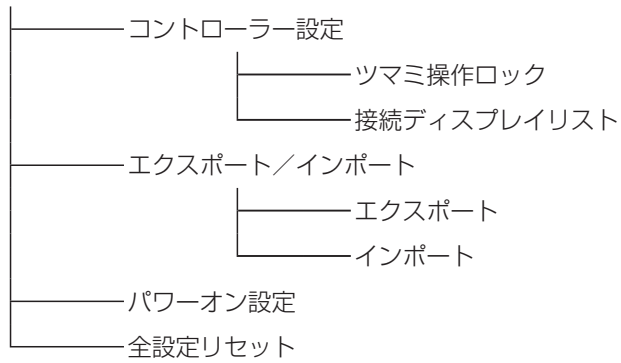 コントローラー設定
ツマミ操作ロック
接続ディスプレイリスト
エクスポート／インポート
エクスポート
インポート
パワーオン設定
全設定リセット